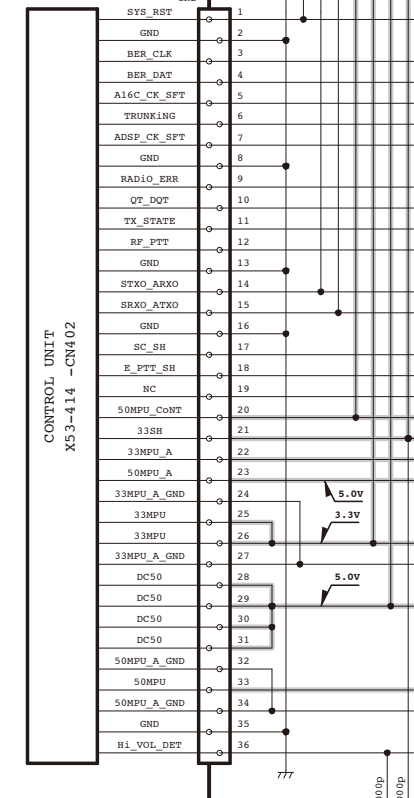 SYS_RST 1
GND 2
BER_CLK 3
BER_DAT 4
A16C_CK_SFT 5
TRUNKiNG 6
ADSP_CK_SFT 7
GND 8
RADiO_ERR 9
QT_DQT 10
TX_STATE 11
RF_PTT 12
GND 13
STXO_ARXO 14
SRXO_ATXO 15
GND 16
SC_SH 17
E_PTT_SH 18
NC 19
50MPU_CoNT 20
33SH 21
33MPU_A 22
50MPU_A 23
33MPU_A_GND 24
5.0V
33MPU 25
3.3V
33MPU 26
33MPU_A_GND 27
DC50 28
5.0V
DC50 29
DC50 30
DC50 31
50MPU_A_GND 32
50MPU 33
50MPU_A_GND 34
GND 35
Hi_VOL_DET 36
CONTROL UNIT
X53-414 -CN402